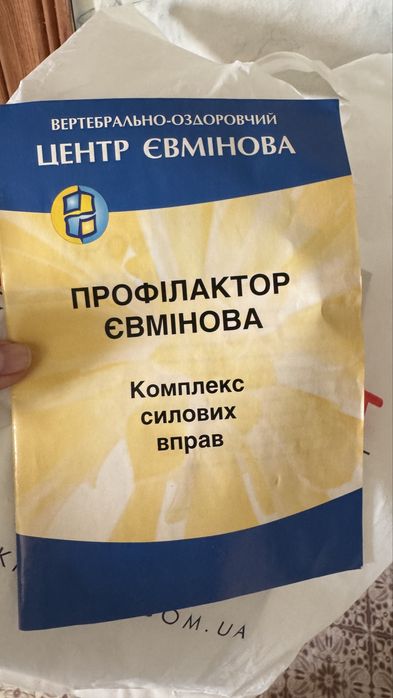 ВЕРТЕБРАЛЬНО-ОЗДОРОВЧИЙ
ЦЕНТР ЄВМІНОВА
ПРОФІЛАКТОР
ЄВМІНОВА
Комплекс
силових
вправ
OM.UA